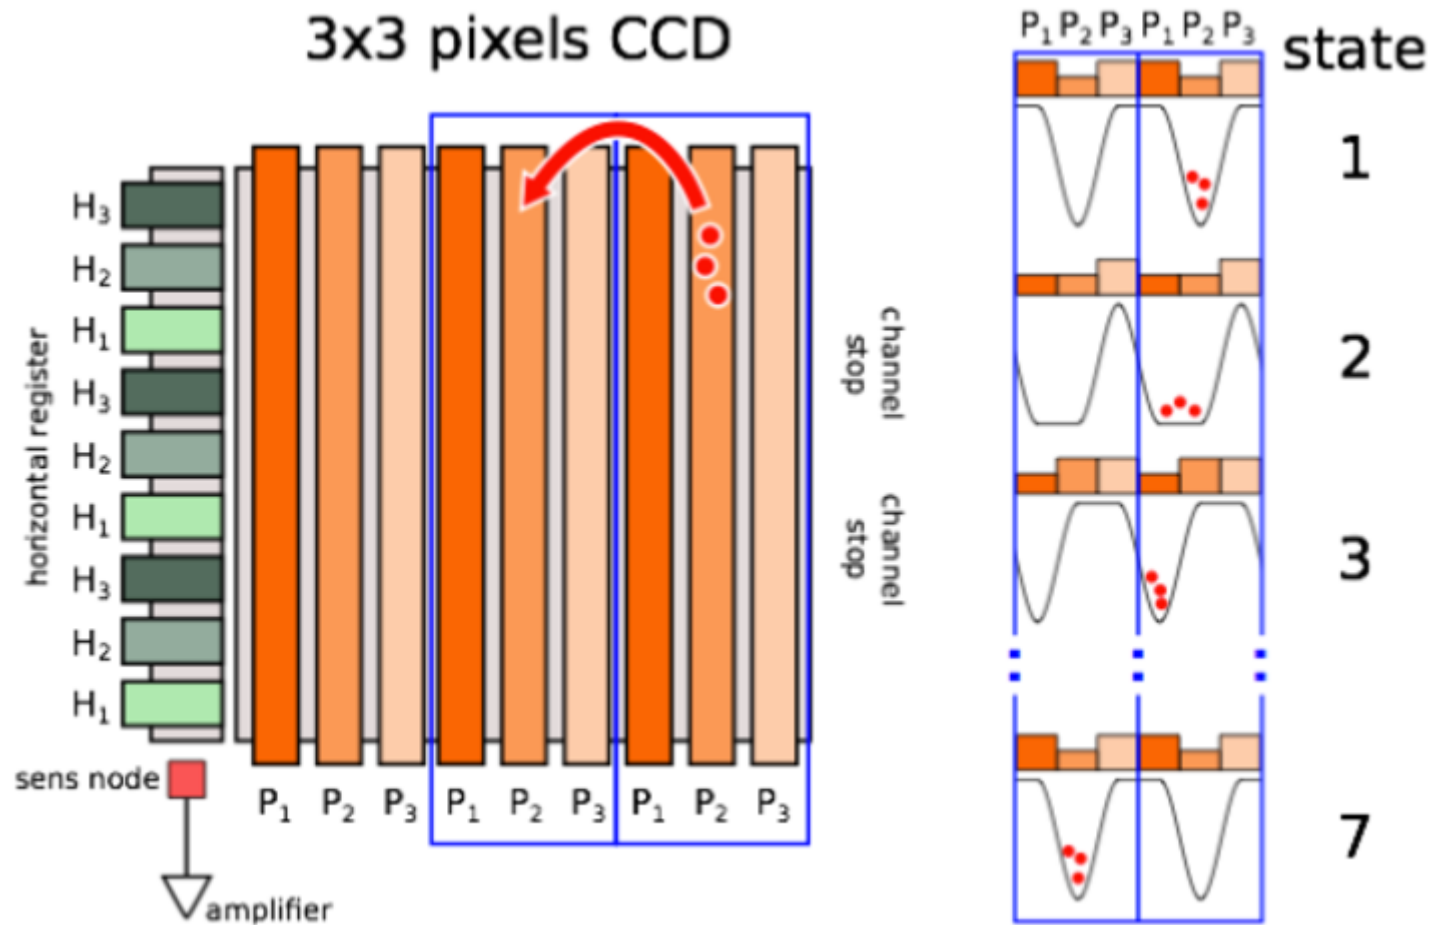 3x3 pixels CCD
P₁ P₂ P₃ P₁ P₂ P₃
state
H₃
H₂
H₁
H₃
H₂
H₁
H₃
H₂
H₁
horizontal register
channel
stop
channel
stop
1
2
3
7
sens node
P₁ P₂ P₃ P₁ P₂ P₃ P₁ P₂ P₃
amplifier